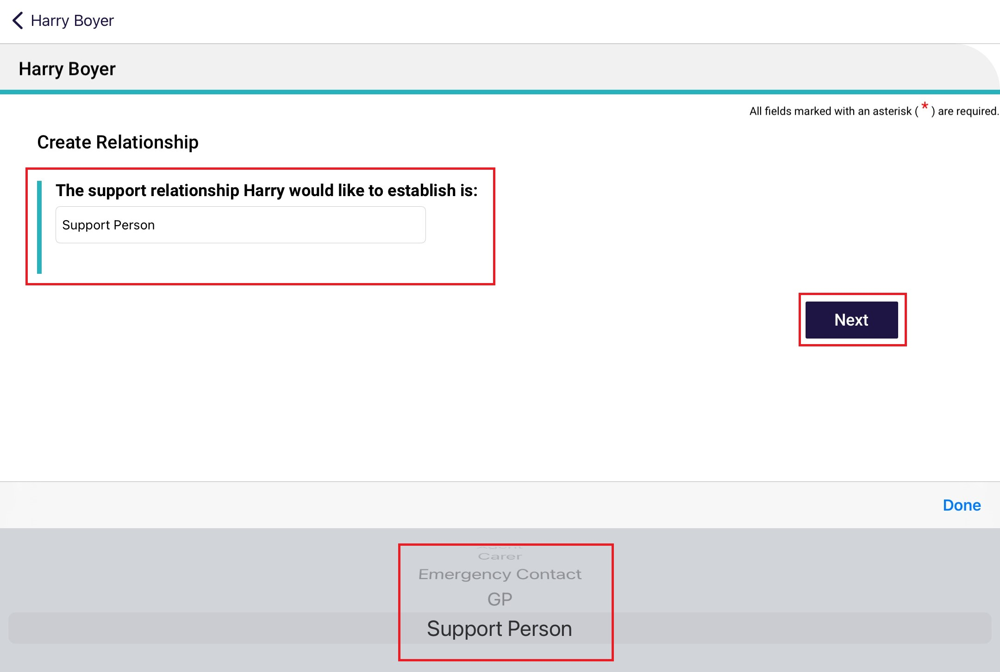 Harry Boyer
Harry Boyer
All fields marked with an asterisk ( * ) are required.
Create Relationship
The support relationship Harry would like to establish is:
Support Person
Next
Done
Carer
Emergency Contact
GP
Support Person